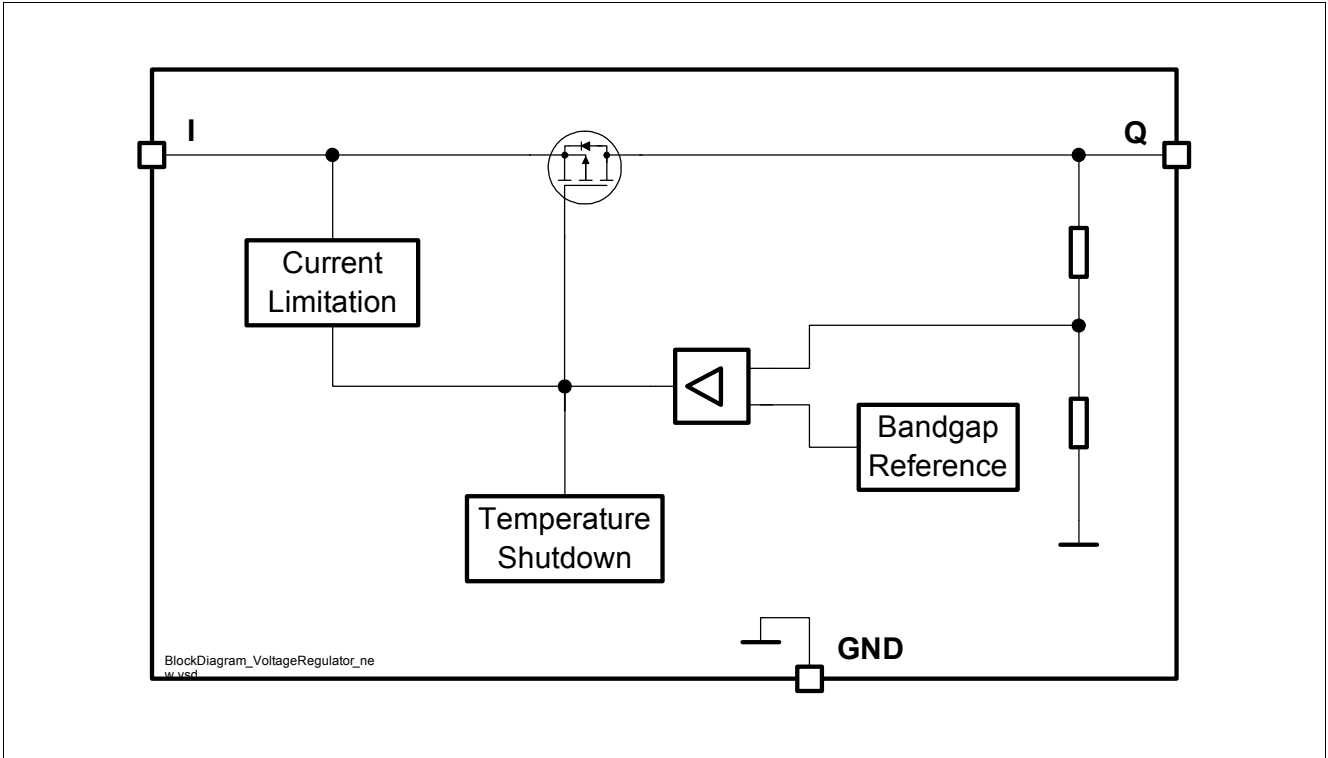 I
Q
Current
Limitation
Bandgap
Reference
Temperature
Shutdown
GND
BlockDiagram_VoltageRegulator_ne
w.vsd